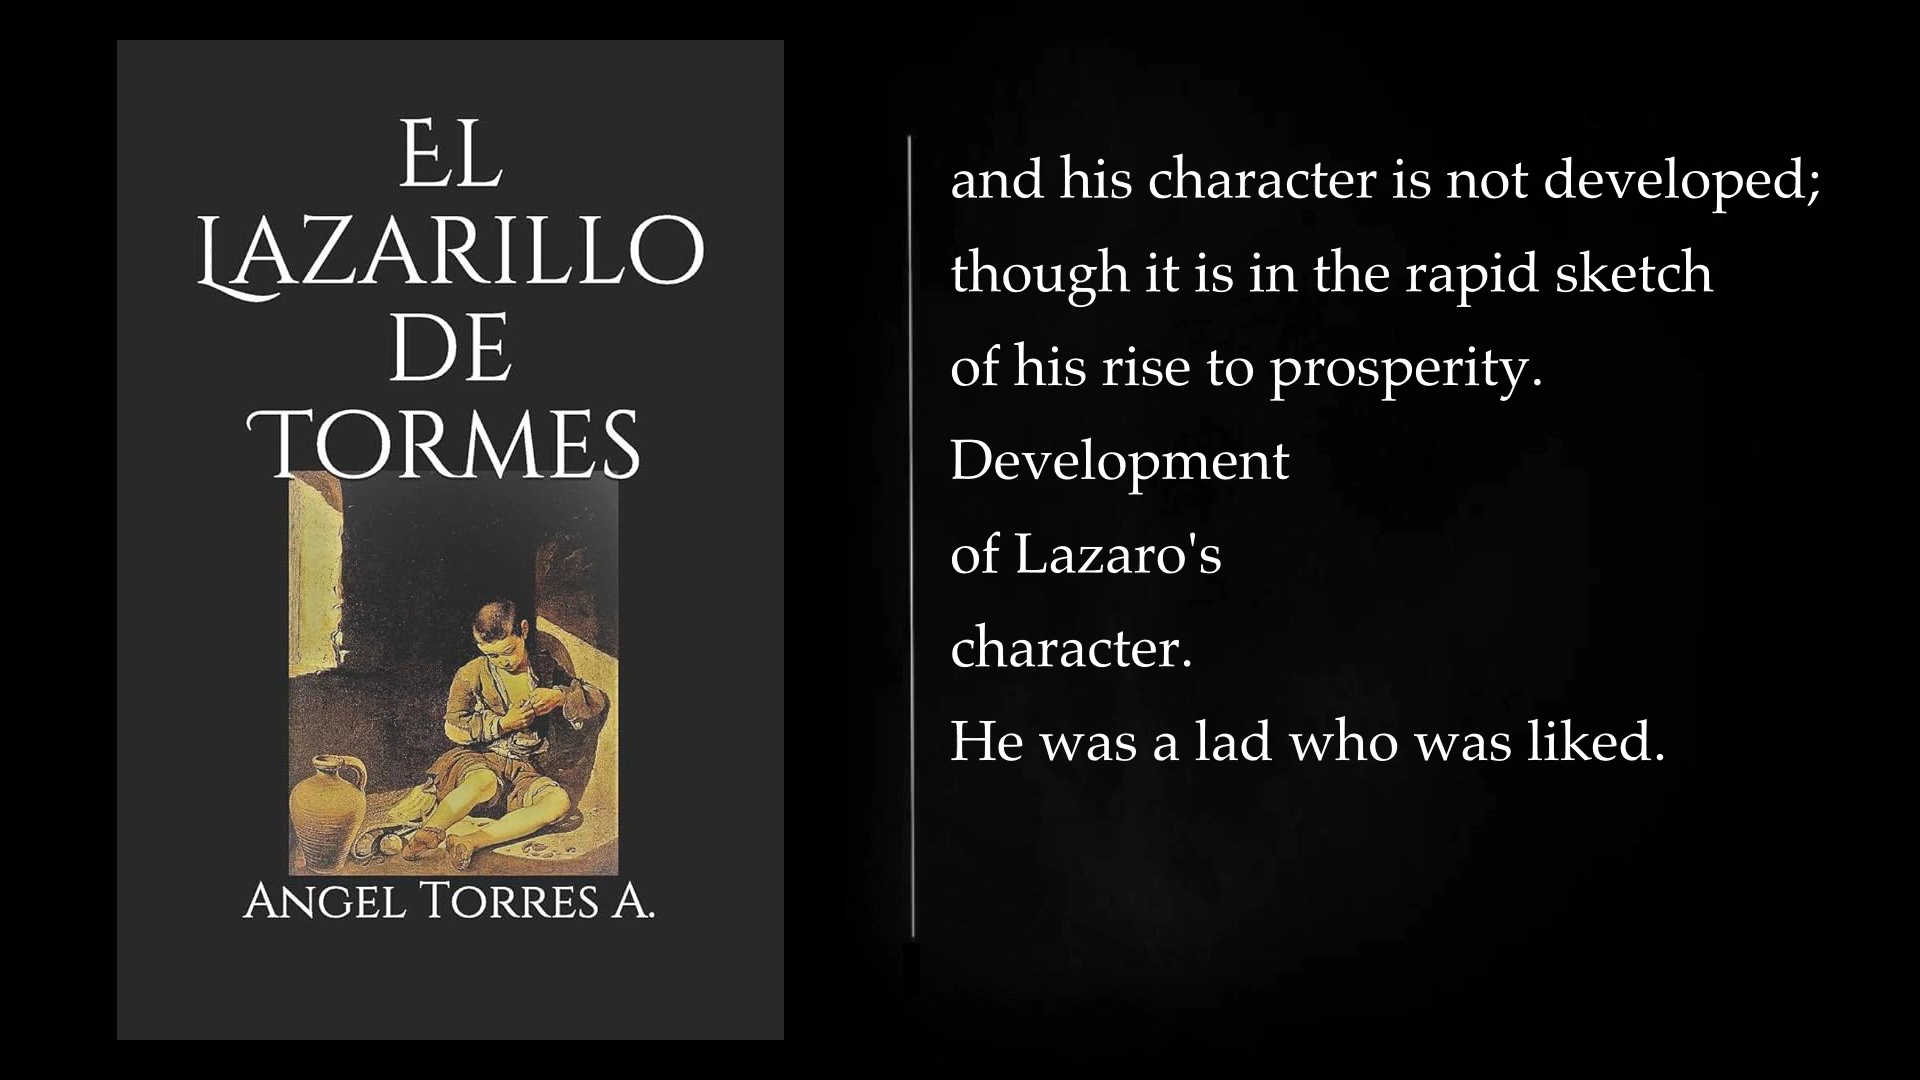 EL
LAZARILLO
DE
TORMES
ANGEL TORRES A.
and his character is not developed;
though it is in the rapid sketch
of his rise to prosperity.
Development
of Lazaro's
character.
He was a lad who was liked.